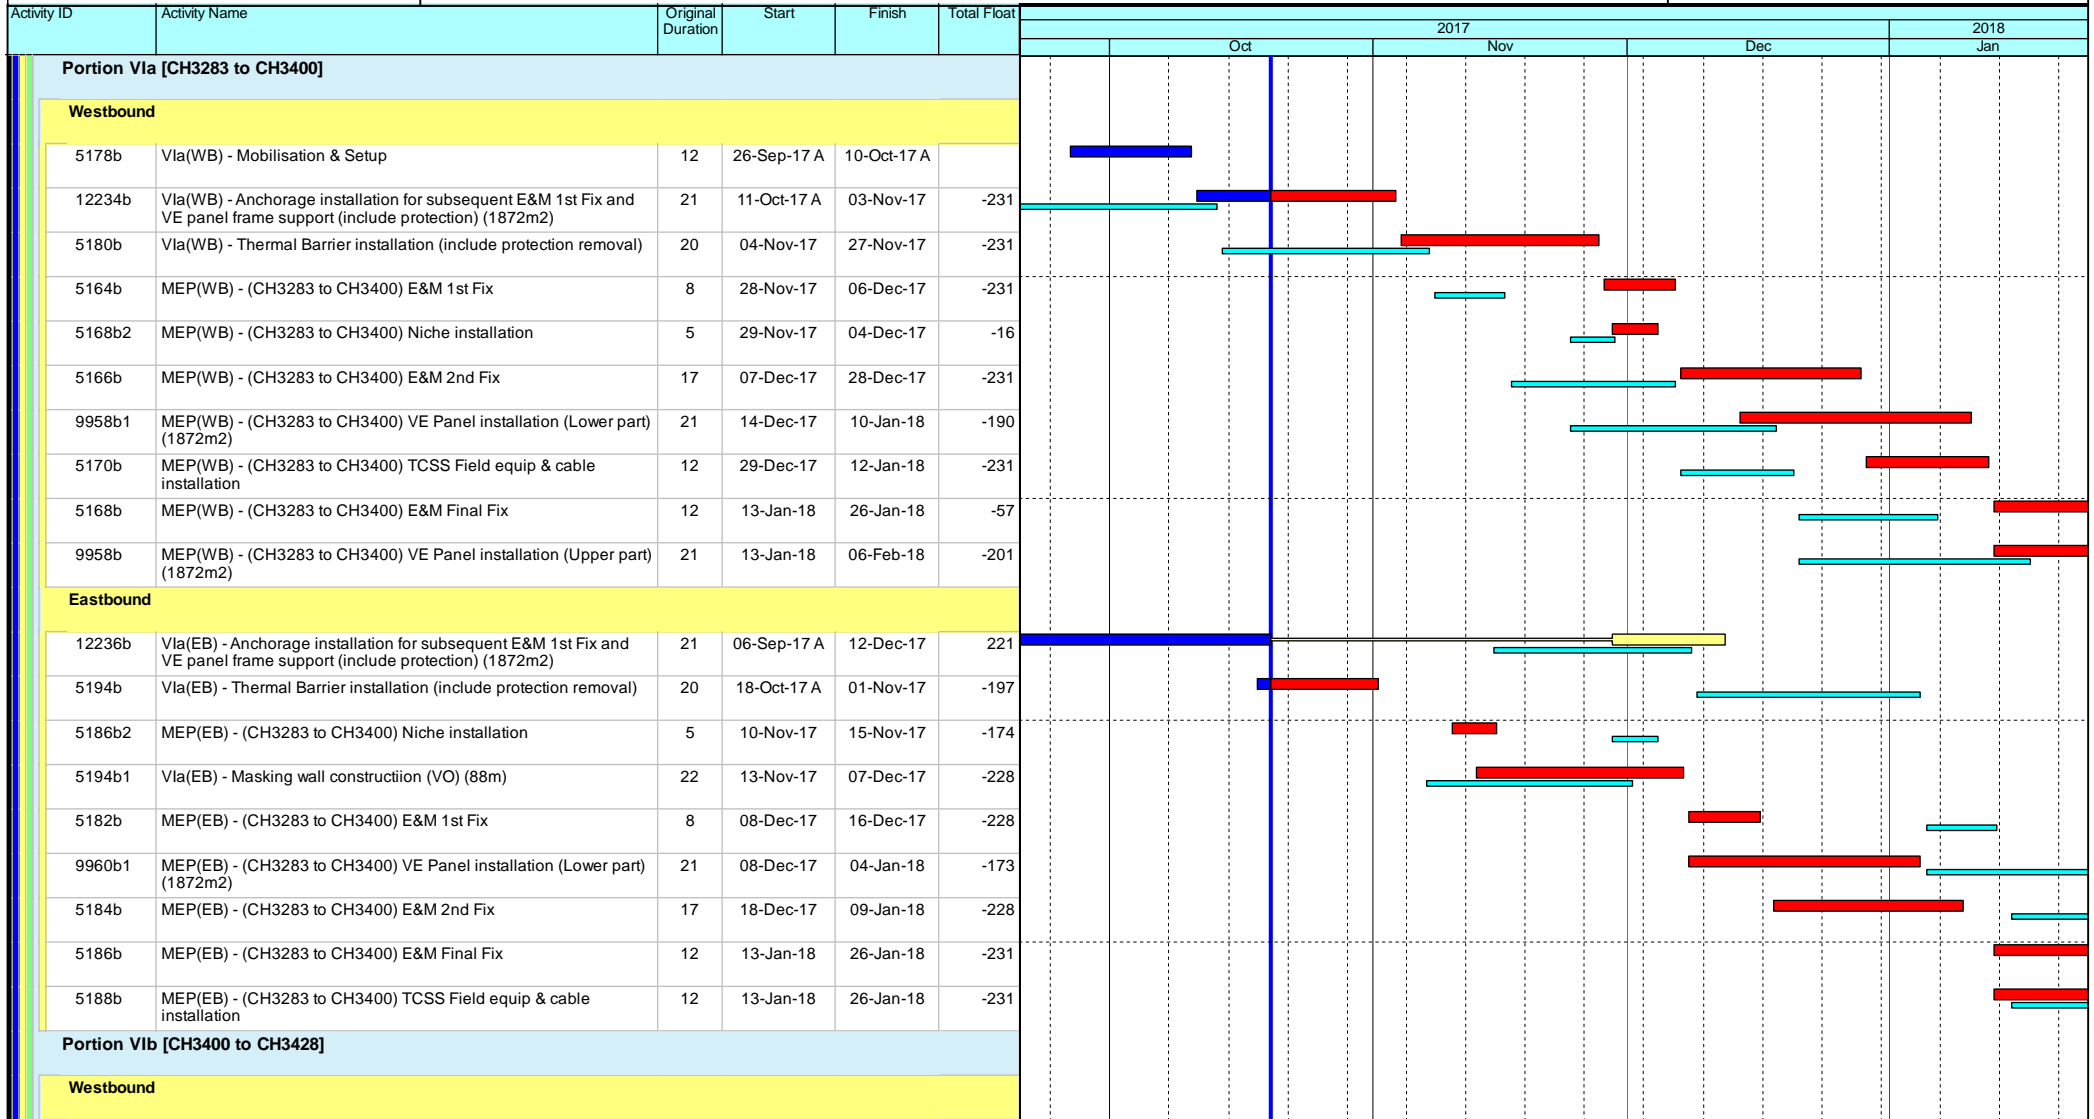 Activity ID Activity Name Original Duration Start Finish Total Float
2017 2018
Oct Nov Dec Jan
Portion VIa [CH3283 to CH3400]
Westbound
5178b VIa(WB) - Mobilisation & Setup 12 26-Sep-17 A 10-Oct-17 A
12234b VIa(WB) - Anchorage installation for subsequent E&M 1st Fix and 21 11-Oct-17 A 03-Nov-17 -231
VE panel frame support (include protection) (1872m2)
5180b VIa(WB) - Thermal Barrier installation (include protection removal) 20 04-Nov-17 27-Nov-17 -231
5164b MEP(WB) - (CH3283 to CH3400) E&M 1st Fix 8 28-Nov-17 06-Dec-17 -231
5168b2 MEP(WB) - (CH3283 to CH3400) Niche installation 5 29-Nov-17 04-Dec-17 -16
5166b MEP(WB) - (CH3283 to CH3400) E&M 2nd Fix 17 07-Dec-17 28-Dec-17 -231
9958b1 MEP(WB) - (CH3283 to CH3400) VE Panel installation (Lower part) 21 14-Dec-17 10-Jan-18 -190
(1872m2)
5170b MEP(WB) - (CH3283 to CH3400) TCSS Field equip & cable 12 29-Dec-17 12-Jan-18 -231
installation
5168b MEP(WB) - (CH3283 to CH3400) E&M Final Fix 12 13-Jan-18 26-Jan-18 -57
9958b MEP(WB) - (CH3283 to CH3400) VE Panel installation (Upper part) 21 13-Jan-18 06-Feb-18 -201
(1872m2)
Eastbound
12236b VIa(EB) - Anchorage installation for subsequent E&M 1st Fix and 21 06-Sep-17 A 12-Dec-17 221
VE panel frame support (include protection) (1872m2)
5194b VIa(EB) - Thermal Barrier installation (include protection removal) 20 18-Oct-17 A 01-Nov-17 -197
5186b2 MEP(EB) - (CH3283 to CH3400) Niche installation 5 10-Nov-17 15-Nov-17 -174
5194b1 VIa(EB) - Masking wall constructiion (VO) (88m) 22 13-Nov-17 07-Dec-17 -228
5182b MEP(EB) - (CH3283 to CH3400) E&M 1st Fix 8 08-Dec-17 16-Dec-17 -228
9960b1 MEP(EB) - (CH3283 to CH3400) VE Panel installation (Lower part) 21 08-Dec-17 04-Jan-18 -173
(1872m2)
5184b MEP(EB) - (CH3283 to CH3400) E&M 2nd Fix 17 18-Dec-17 09-Jan-18 -228
5186b MEP(EB) - (CH3283 to CH3400) E&M Final Fix 12 13-Jan-18 26-Jan-18 -231
5188b MEP(EB) - (CH3283 to CH3400) TCSS Field equip & cable 12 13-Jan-18 26-Jan-18 -231
installation
Portion VIb [CH3400 to CH3428]
Westbound